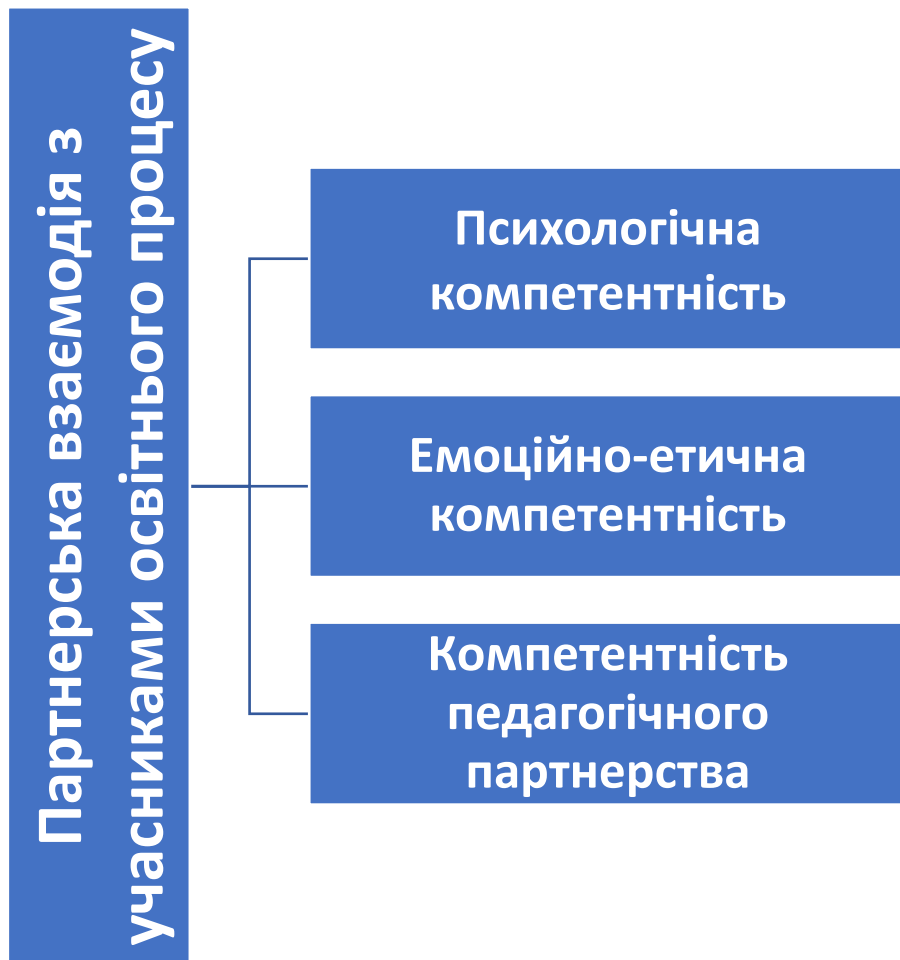 Партнерська взаємодія з
учасниками освітнього процесу
Психологічна
компетентність
Емоційно-етична
компетентність
Компетентність
педагогічного
партнерства